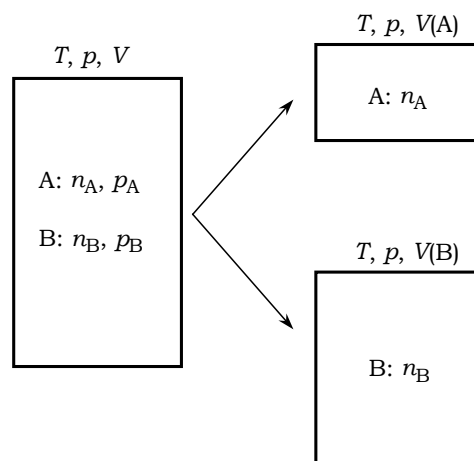 T, p, V
A: n_A, p_A
B: n_B, p_B
T, p, V(A)
A: n_A
T, p, V(B)
B: n_B